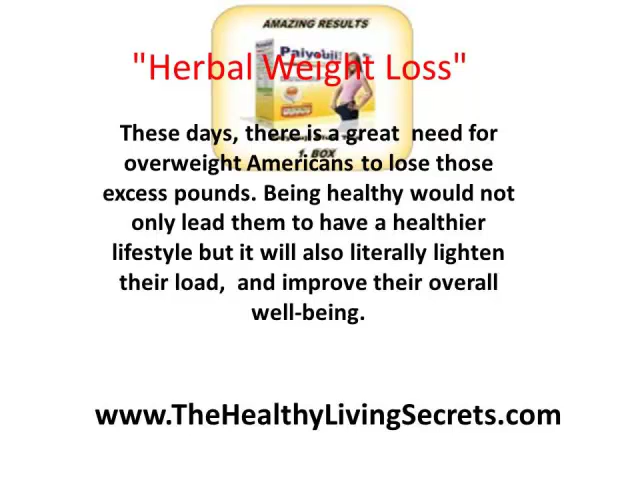 AMAZING RESULTS
"Herbal Weight Loss"
These days, there is a great need for
overweight Americans to lose those
1. BOX
excess pounds. Being healthy would not
only lead them to have a healthier
lifestyle but it will also literally lighten
their load, and improve their overall
well-being.
www.TheHealthyLivingSecrets.com